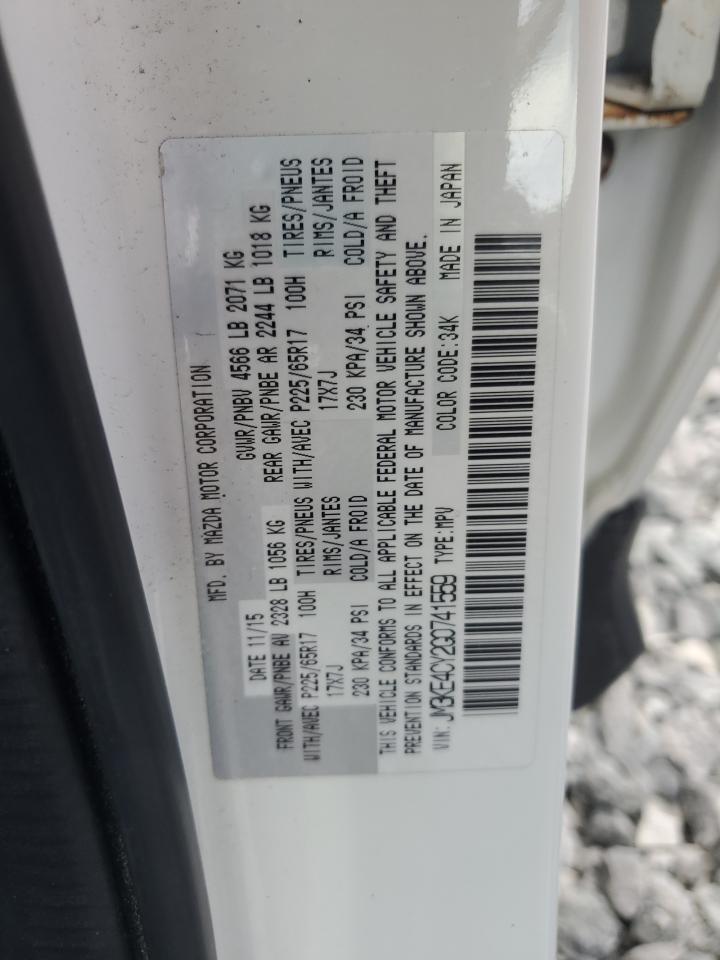 MFD. BY MAZDA MOTOR CORPORATION
DATE 11/15 GVWR/PNBV 4566 LB 2071 KG
FRONT GAWR/PNBE AV 2328 LB 1056 KG REAR GAWR/PNBE AR 2244 LB 1018 KG
WITH/AVEC P225/65R17 100H TIRES/PNEUS WITH/AVEC P225/65R17 100H TIRES/PNEUS
17X7J RIMS/JANTES 17X7J RIMS/JANTES
230 KPA/34 PSI COLD/A FROID 230 KPA/34 PSI COLD/A FROID
THIS VEHICLE CONFORMS TO ALL APPLICABLE FEDERAL MOTOR VEHICLE SAFETY AND THEFT
PREVENTION STANDARDS IN EFFECT ON THE DATE OF MANUFACTURE SHOWN ABOVE.
VIN: JM3KE4CY2G0741559 TYPE:MPV COLOR CODE:34K MADE IN JAPAN